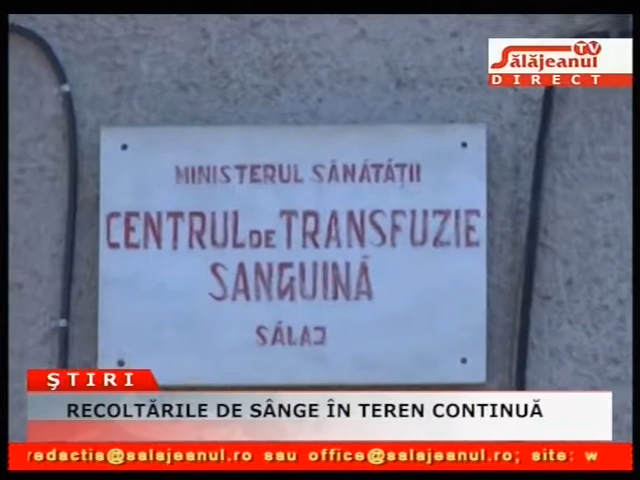 Sălăjeanul TV
DIRECT
MINISTERUL SĂNĂTĂŢII
CENTRUL DE TRANSFUZIE
SANGUINĂ
SĂLAJ
ŞTIRI
RECOLTĂRILE DE SÂNGE ÎN TEREN CONTINUĂ
redactia@salajeanul.ro sau office@salajeanul.ro; site: w